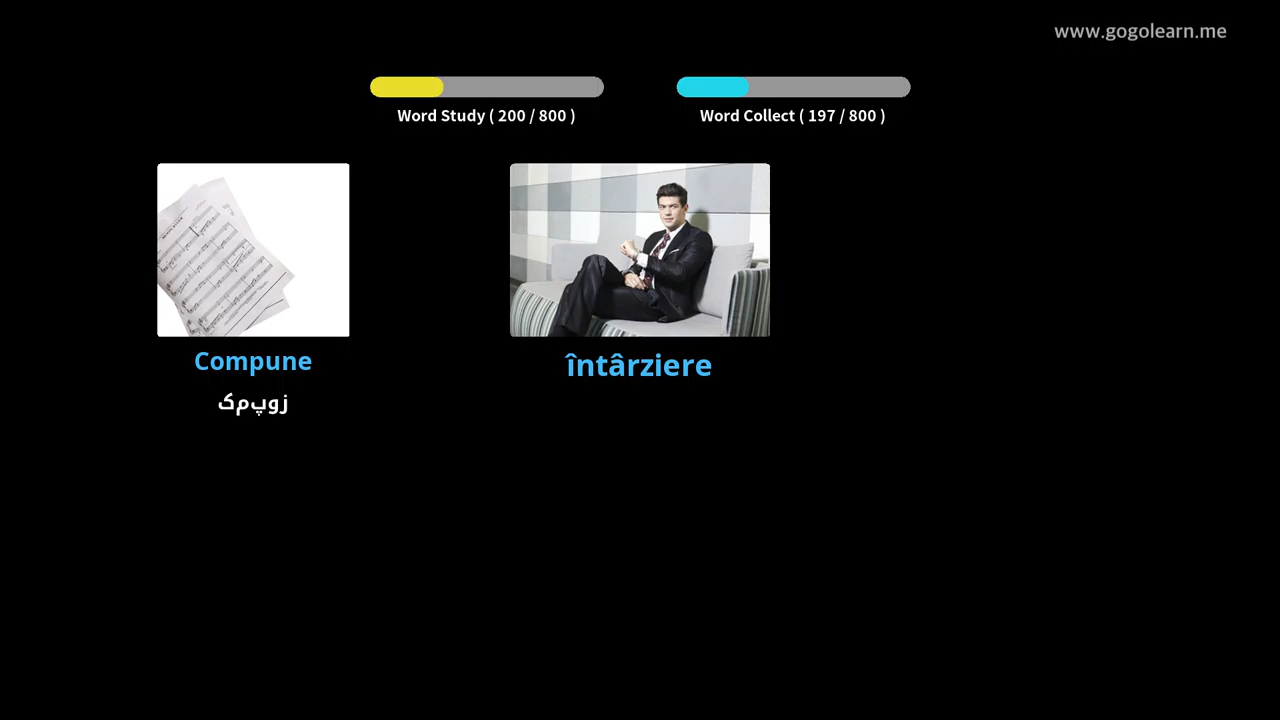 www.gogolearn.me
Word Study ( 200 / 800 )
Word Collect ( 197 / 800 )
Compune
întârziere
زوپمک